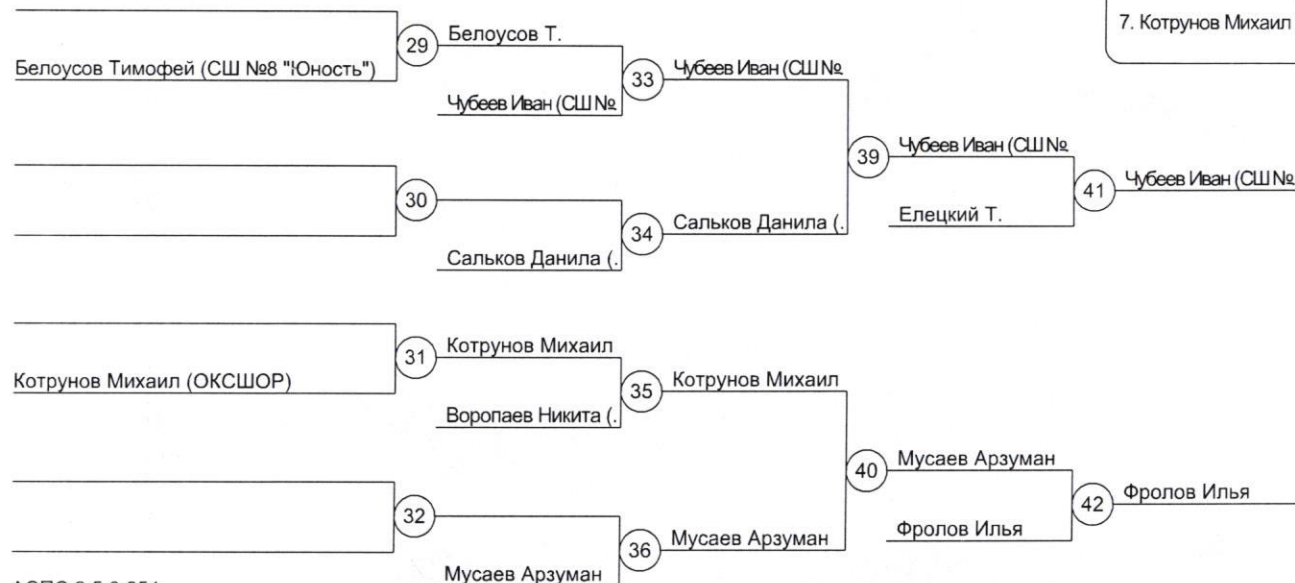 7. Котрунов Михаил
29
Белоусов Т.
Белоусов Тимофей (СШ №8 "Юность")
33
Чубеев Иван (СШ №
Чубеев Иван (СШ №
39
Чубеев Иван (СШ №
41
Чубеев Иван (СШ №
30
34
Сальков Данила (.
Елецкий Т.
Сальков Данила (.
31
Котрунов Михаил
Котрунов Михаил (ОКСШОР)
35
Котрунов Михаил
Воропаев Никита (.
40
Мусаев Арзуман
42
Фролов Илья
32
Фролов Илья
36
Мусаев Арзуман
Мусаев Арзуман